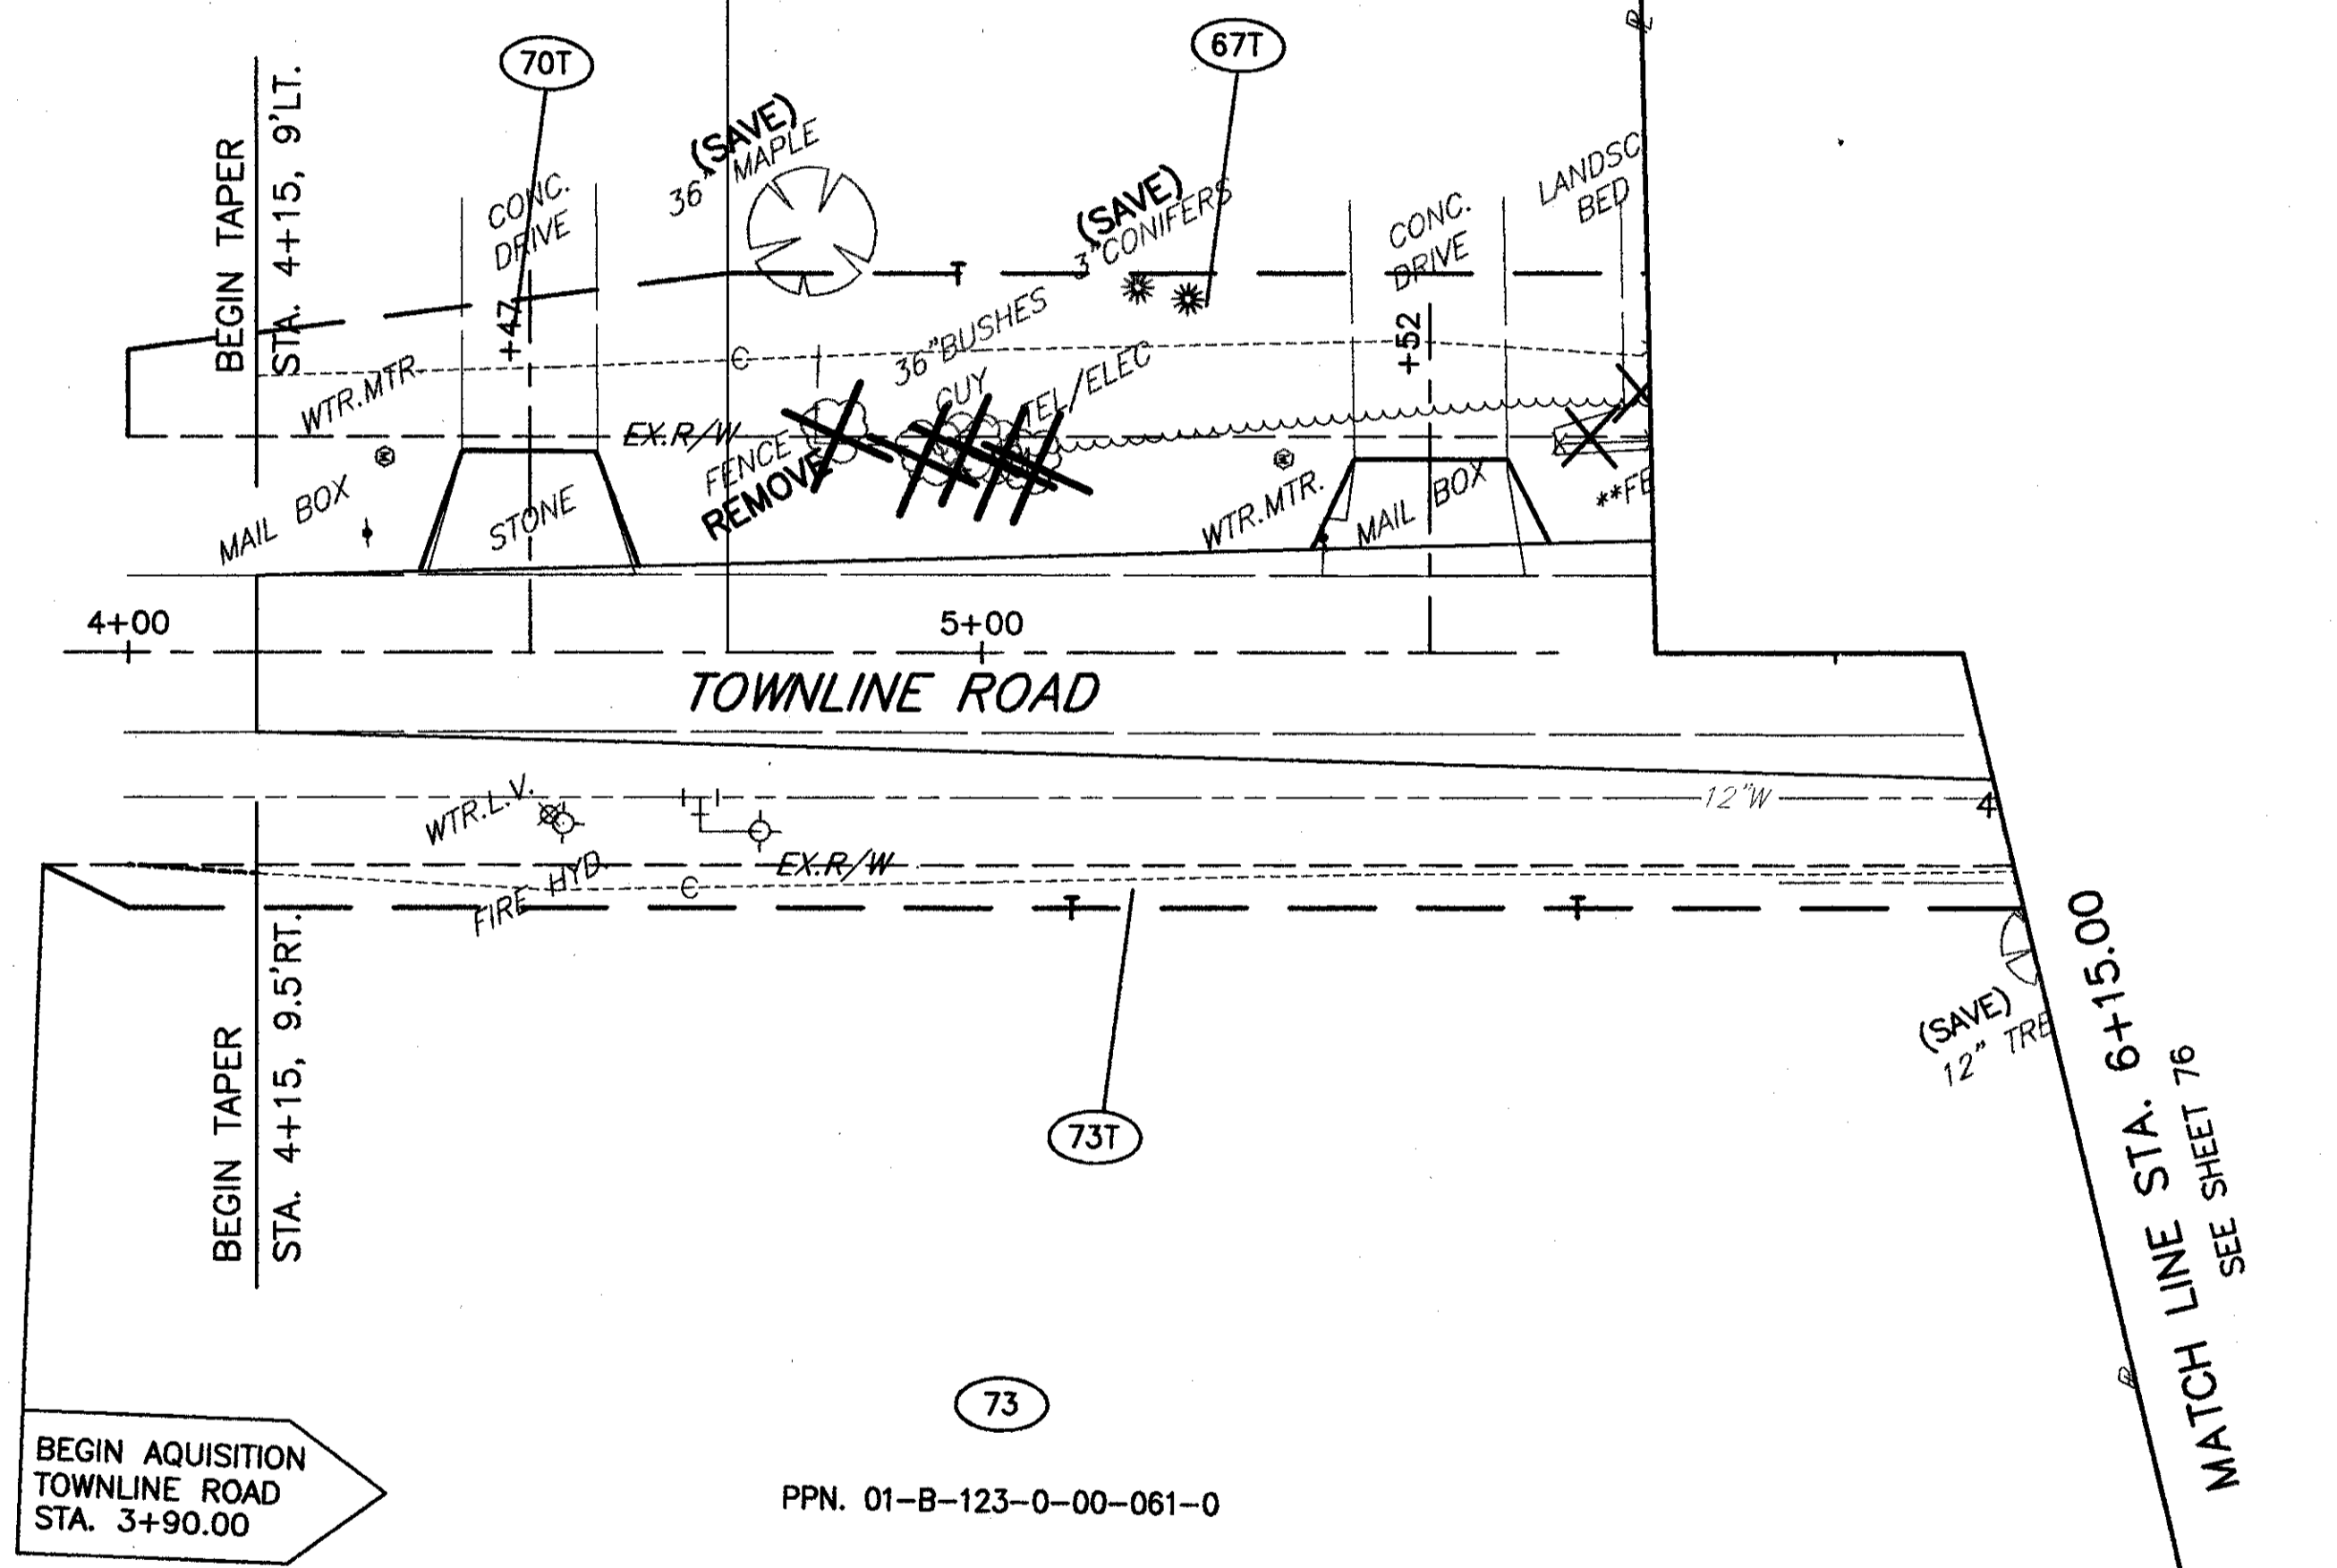 70T
67T
BEGIN TAPER
STA. 4+15, 9'LT.
(SAVE)
36" MAPLE
(SAVE)
3"CONIFERS
CONC.
DRIVE
CONC.
DRIVE
LANDSC
BED
+47
+52
36"BUSHES
GUY
TEL/ELEC
WTR.MTR.
C
EX.R/W
FENCE
REMOVE
MAIL BOX
STONE
WTR.MTR.
MAIL BOX
**FE
T
4+00
5+00
TOWNLINE ROAD
WTR.L.V.
12"W
4
FIRE HYD.
C
EX.R/W
T
T
BEGIN TAPER
STA. 4+15, 9.5'RT.
73T
(SAVE)
12" TRE
MATCH LINE STA. 6+15.00
SEE SHEET 76
73
BEGIN AQUISITION
TOWNLINE ROAD
STA. 3+90.00
PPN. 01-B-123-0-00-061-0